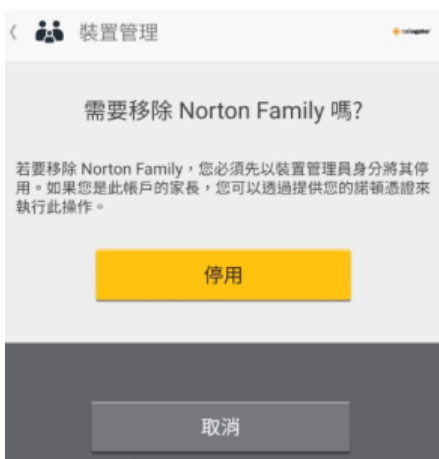 裝置管理
需要移除 Norton Family 嗎?
若要移除 Norton Family，您必須先以裝置管理員身分將其停
用。如果您是此帳戶的家長，您可以透過提供您的諾頓憑證來
執行此操作。
停用
取消